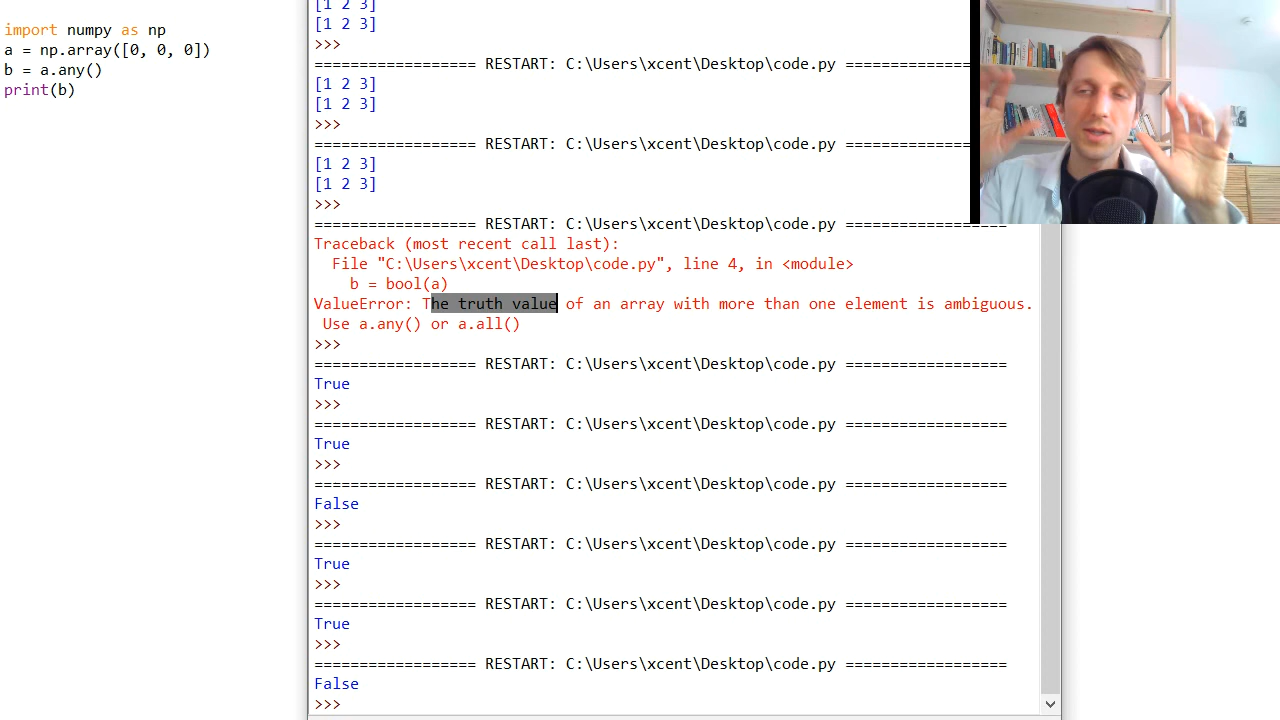 import numpy as np
a = np.array([0, 0, 0])
b = a.any()
print(b)
[1 2 3]
[1 2 3]
>>>
================== RESTART: C:\Users\xcent\Desktop\code.py ==============
[1 2 3]
[1 2 3]
>>>
================== RESTART: C:\Users\xcent\Desktop\code.py ==============
[1 2 3]
[1 2 3]
>>>
================== RESTART: C:\Users\xcent\Desktop\code.py ==================
Traceback (most recent call last):
  File "C:\Users\xcent\Desktop\code.py", line 4, in <module>
    b = bool(a)
ValueError: The truth value of an array with more than one element is ambiguous.
 Use a.any() or a.all()
>>>
================== RESTART: C:\Users\xcent\Desktop\code.py ==================
True
>>>
================== RESTART: C:\Users\xcent\Desktop\code.py ==================
True
>>>
================== RESTART: C:\Users\xcent\Desktop\code.py ==================
False
>>>
================== RESTART: C:\Users\xcent\Desktop\code.py ==================
True
>>>
================== RESTART: C:\Users\xcent\Desktop\code.py ==================
True
>>>
================== RESTART: C:\Users\xcent\Desktop\code.py ==================
False
>>>